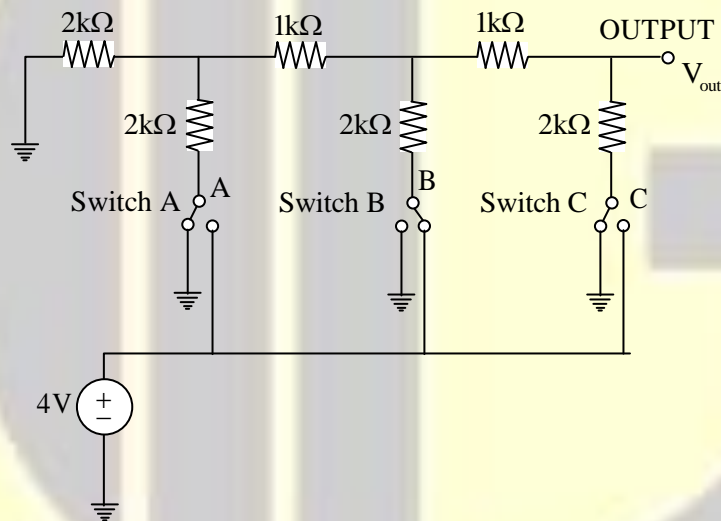 2kΩ 1kΩ 1kΩ OUTPUT
V_out
2kΩ 2kΩ 2kΩ
Switch A A Switch B B Switch C C
4V
+
−